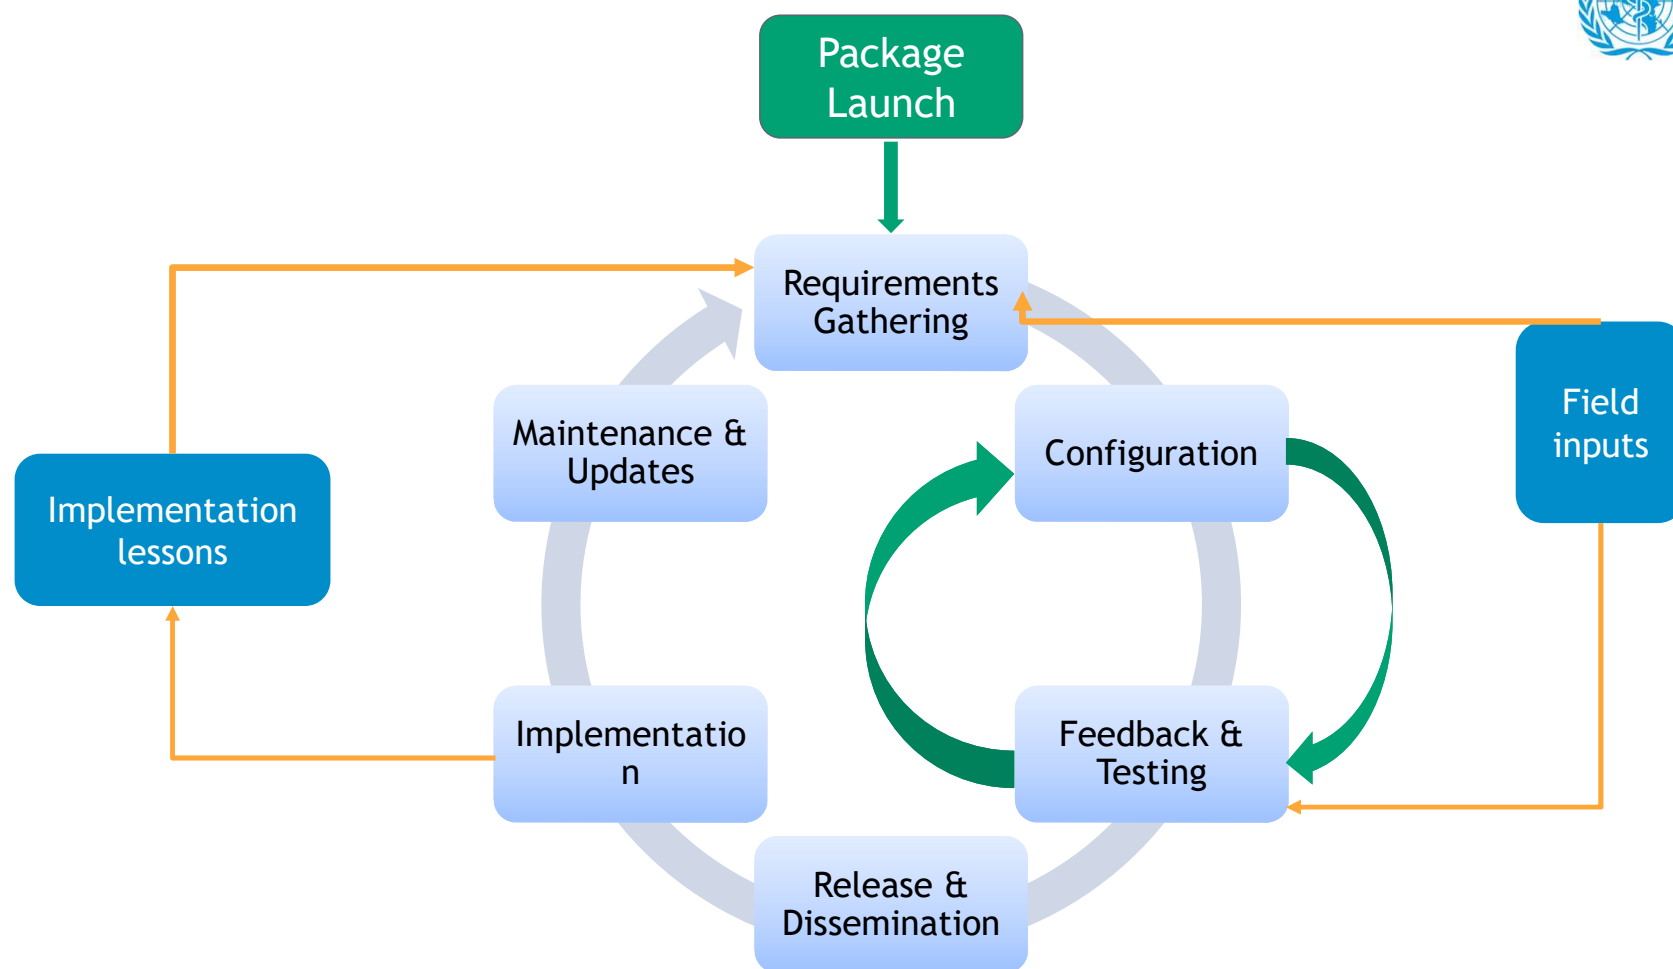 Package
Launch
Requirements
Gathering
Configuration
Field
inputs
Maintenance &
Updates
Implementation
lessons
Implementatio
n
Feedback &
Testing
Release &
Dissemination